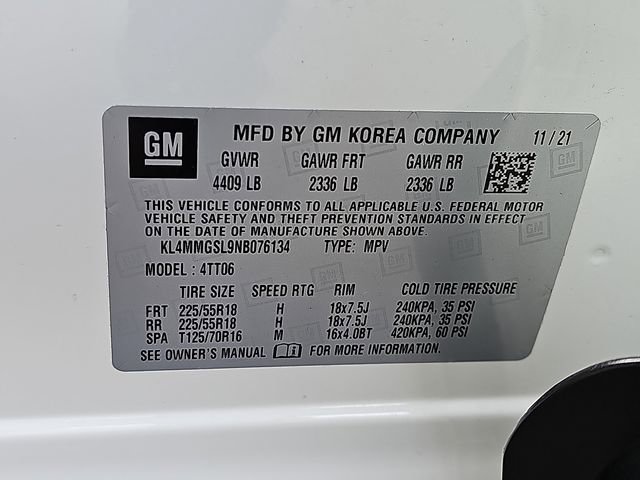 GM MFD BY GM KOREA COMPANY 11/21
GVWR GAWR FRT GAWR RR
4409 LB 2336 LB 2336 LB
THIS VEHICLE CONFORMS TO ALL APPLICABLE U.S. FEDERAL MOTOR
VEHICLE SAFETY AND THEFT PREVENTION STANDARDS IN EFFECT
ON THE DATE OF MANUFACTURE SHOWN ABOVE.
KL4MMGSL9NB076134 TYPE: MPV
MODEL: 4TT06
TIRE SIZE SPEED RTG RIM COLD TIRE PRESSURE
FRT 225/55R18 H 18x7.5J 240KPA, 35 PSI
RR 225/55R18 H 18x7.5J 240KPA, 35 PSI
SPA T125/70R16 M 16x4.0BT 420KPA, 60 PSI
SEE OWNER'S MANUAL FOR MORE INFORMATION.